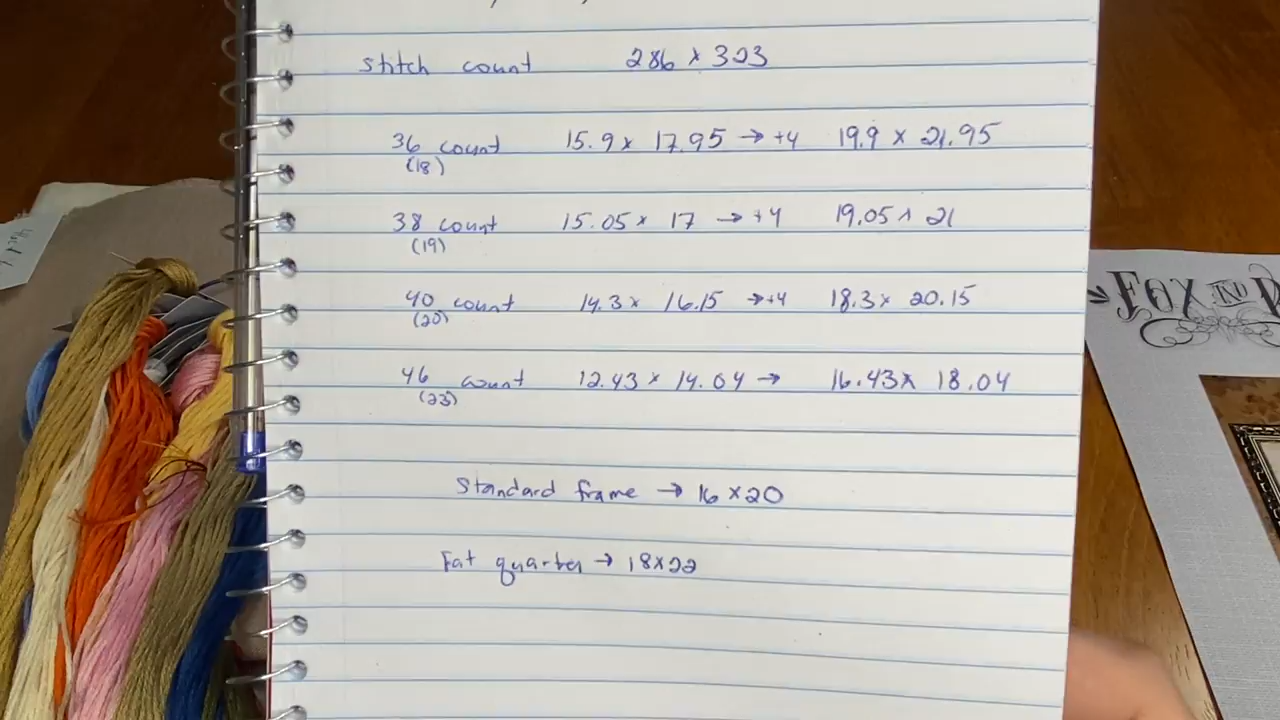 stitch count 286 x 323
36 count 15.9 x 17.95 → +4 19.9 x 21.95
(18)
38 count 15.05 x 17 → +4 19.05 x 21
(19)
40 count 14.3 x 16.15 → +4 18.3 x 20.15
(20)
46 count 12.43 x 14.04 → 16.43 x 18.04
(23)
Standard frame → 16 x 20
Fat quarter → 18 x 22
FOX AND